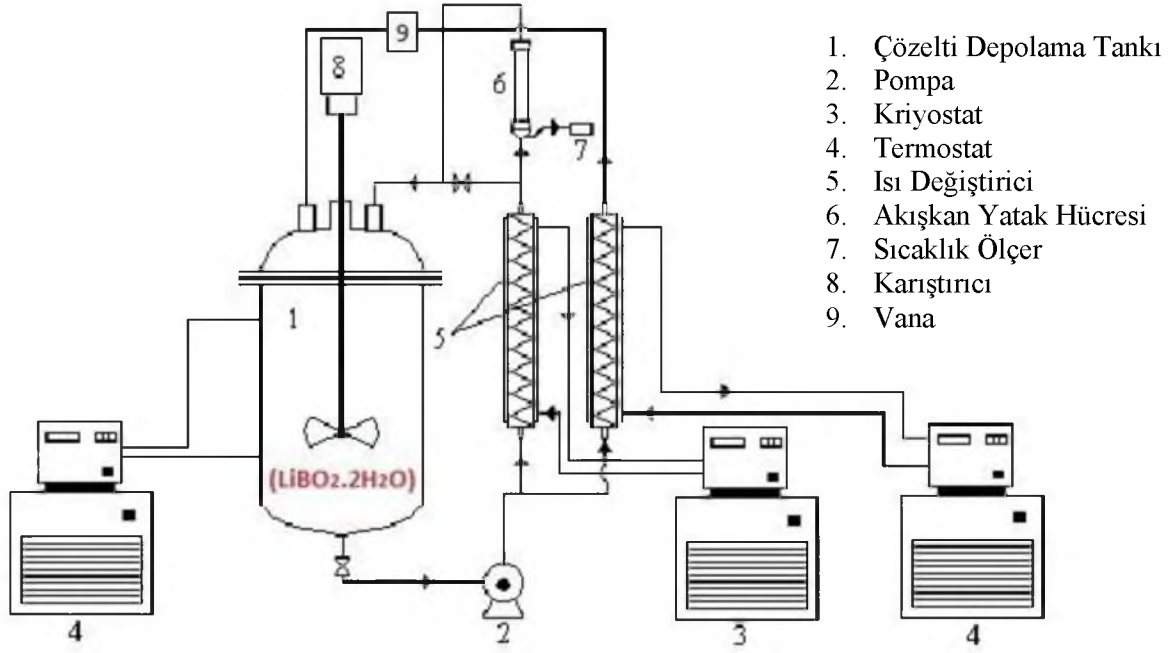 1. Çözelti Depolama Tankı
2. Pompa
3. Kriyostat
4. Termostat
5. Isı Değiştirici
6. Akışkan Yatak Hücresi
7. Sıcaklık Ölçer
8. Karıştırıcı
9. Vana
9
8
6
7
1
5
(LiBO2.2H2O)
4
2
3
4